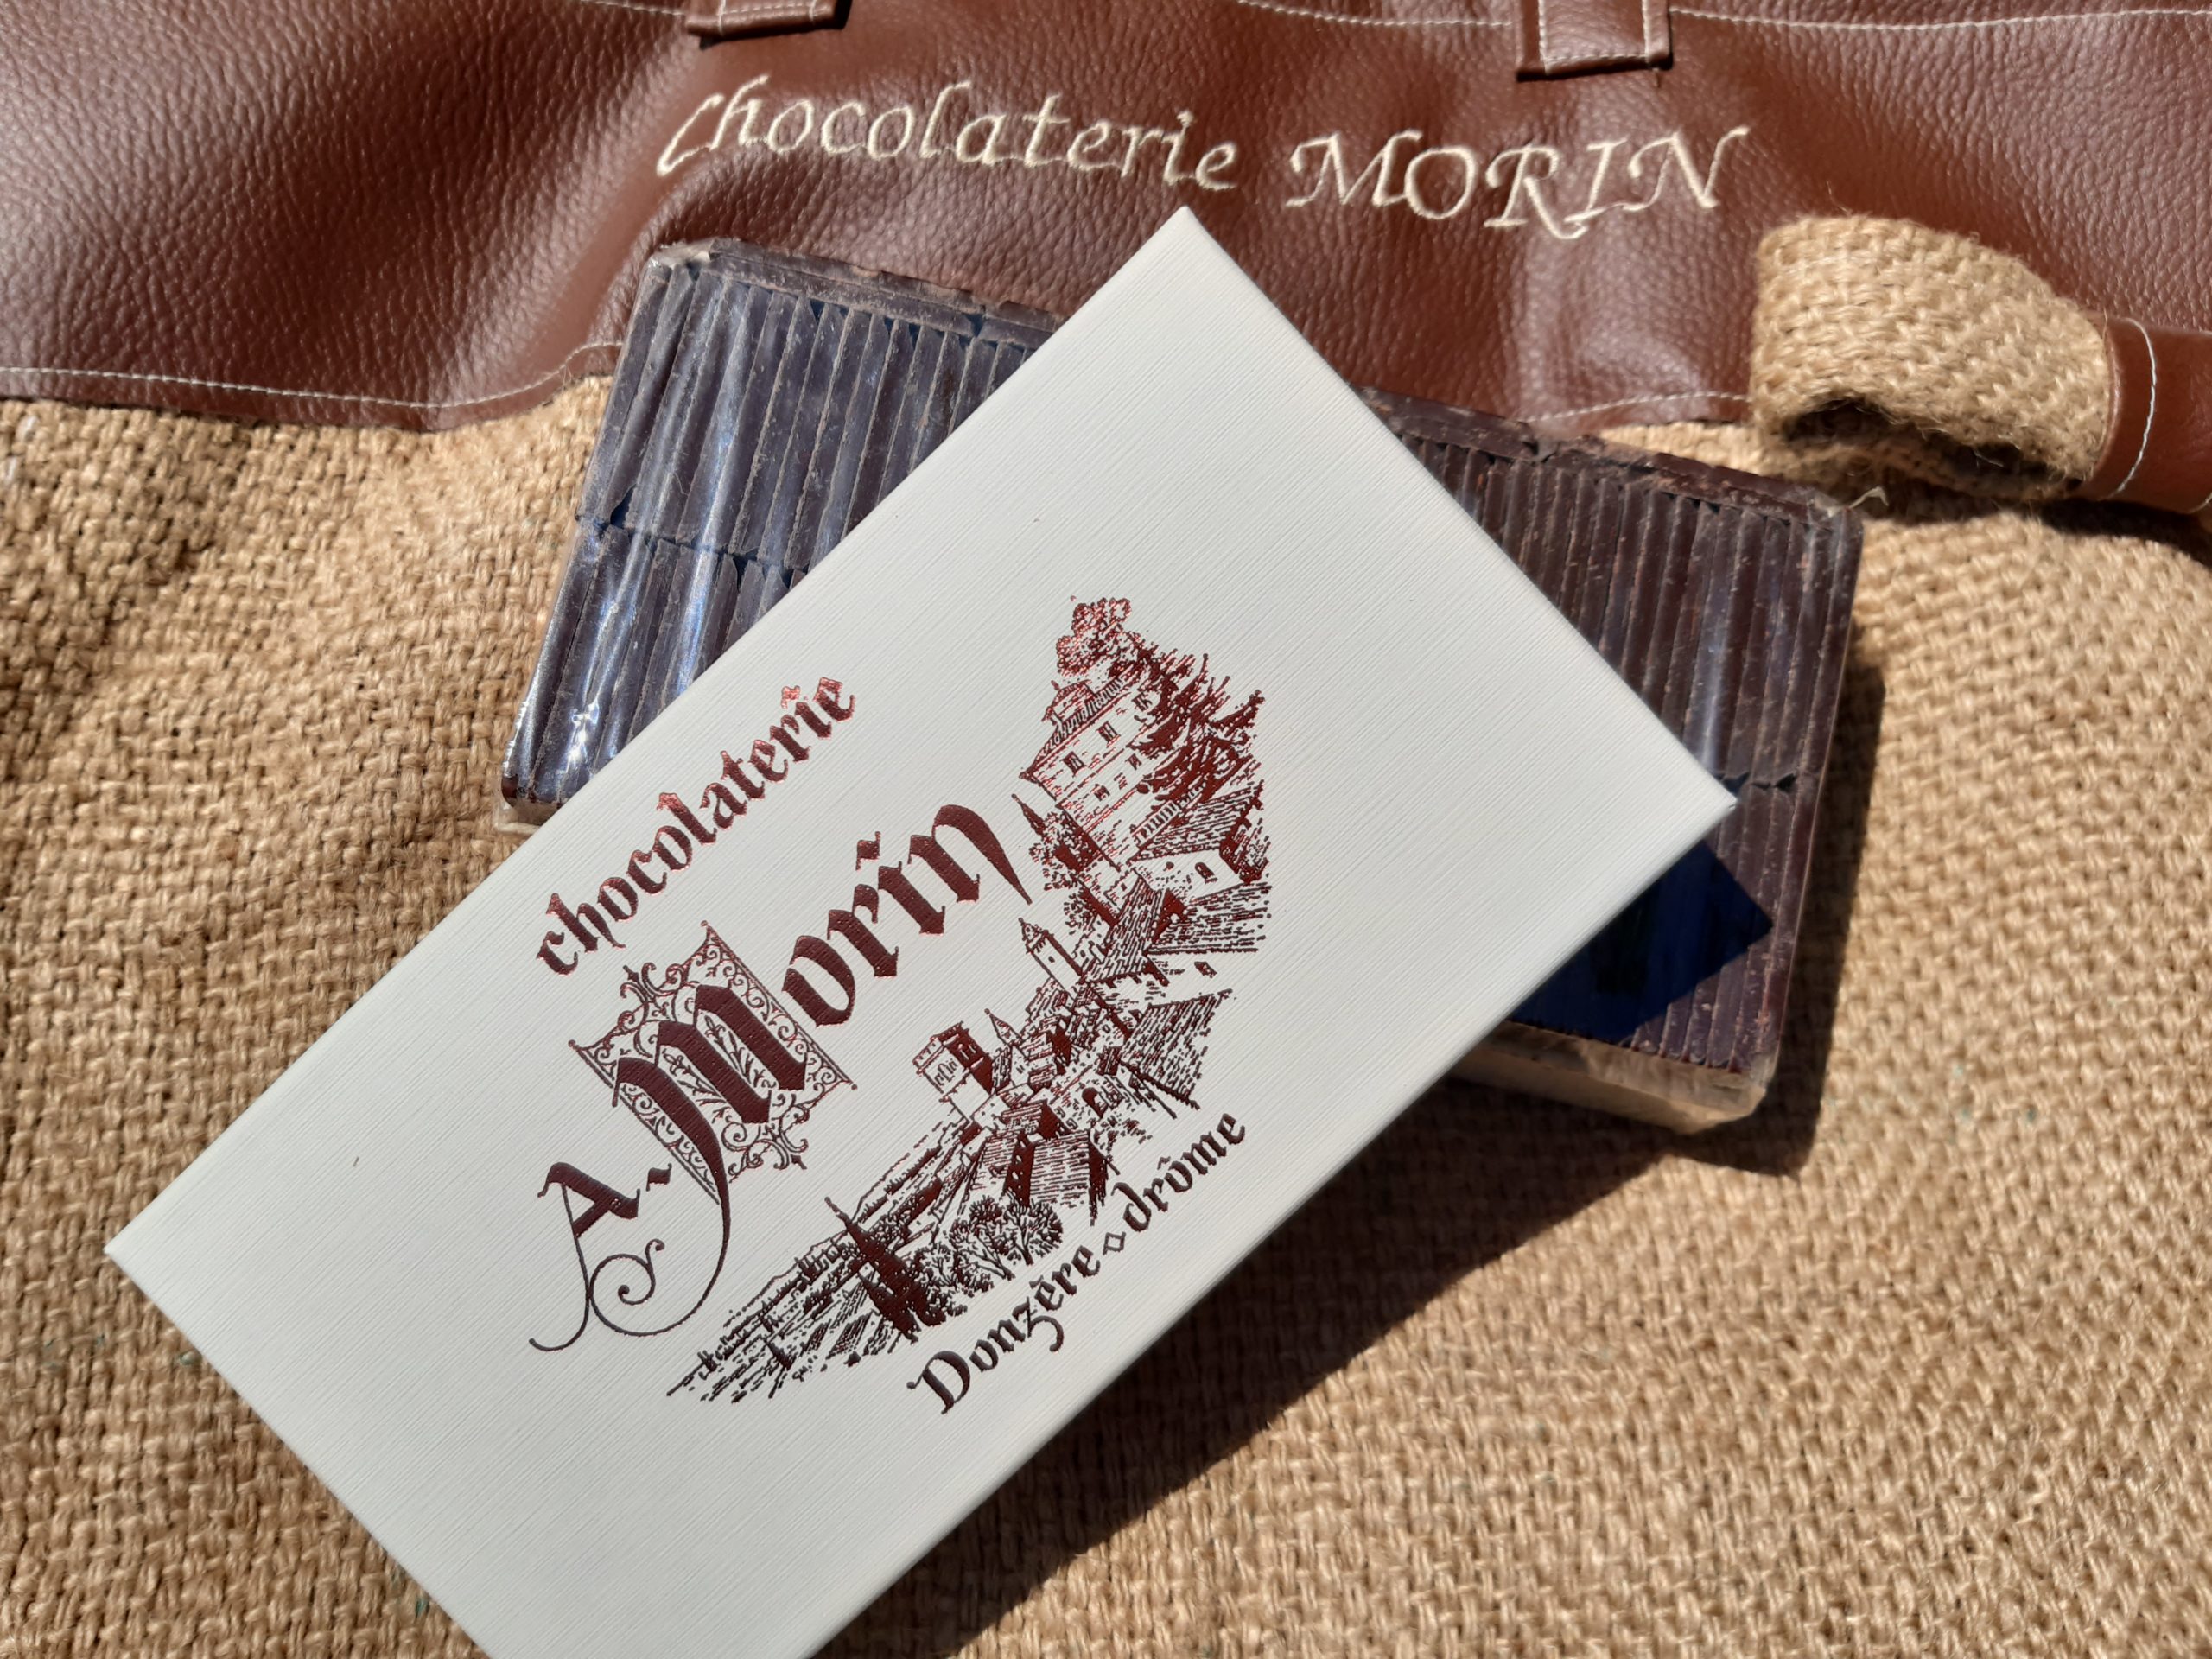 Chocolaterie MORIN
chocolaterie
A. Morin
Donzère ◇ drôme